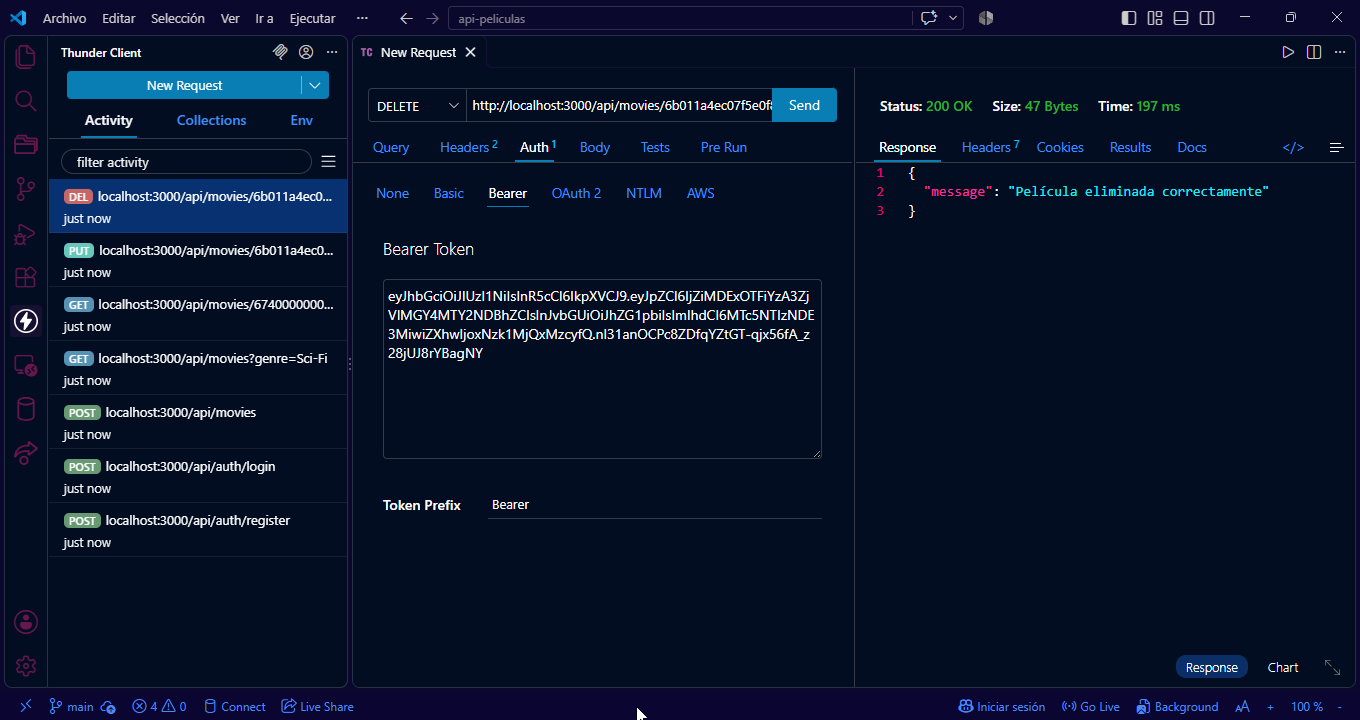 Archivo Editar Selección Ver Ir a Ejecutar ··· api-peliculas
Thunder Client ···
New Request
Activity Collections Env
filter activity
DEL localhost:3000/api/movies/6b011a4ec0...
just now
PUT localhost:3000/api/movies/6b011a4ec0...
just now
GET localhost:3000/api/movies/6740000000...
just now
GET localhost:3000/api/movies?genre=Sci-Fi
just now
POST localhost:3000/api/movies
just now
POST localhost:3000/api/auth/login
just now
POST localhost:3000/api/auth/register
just now
TC New Request
DELETE http://localhost:3000/api/movies/6b011a4ec07f5e0f Send
Query Headers 2 Auth 1 Body Tests Pre Run
None Basic Bearer OAuth 2 NTLM AWS
Bearer Token
eyJhbGciOiJIUzI1NiIsInR5cCI6IkpXVCJ9.eyJpZCI6IjZiMDExOTFiYzA3Zj
VlMGY4MTY2NDBhZCIsInJvbGUiOiJhZG1pbiIsImlhdCI6MTc5NTIzNDE
3MiwiZXhwIjoxNzk1MjQxMzcyfQ.nl31anOCPc8ZDfqYZtGT-qjx56fA_z
28jUJ8rYBagNY
Token Prefix Bearer
Status: 200 OK Size: 47 Bytes Time: 197 ms
Response Headers 7 Cookies Results Docs </>
1 {
2 "message": "Película eliminada correctamente"
3 }
Response Chart
main 4 0 Connect Live Share Iniciar sesión Go Live Background AA + 100 % -